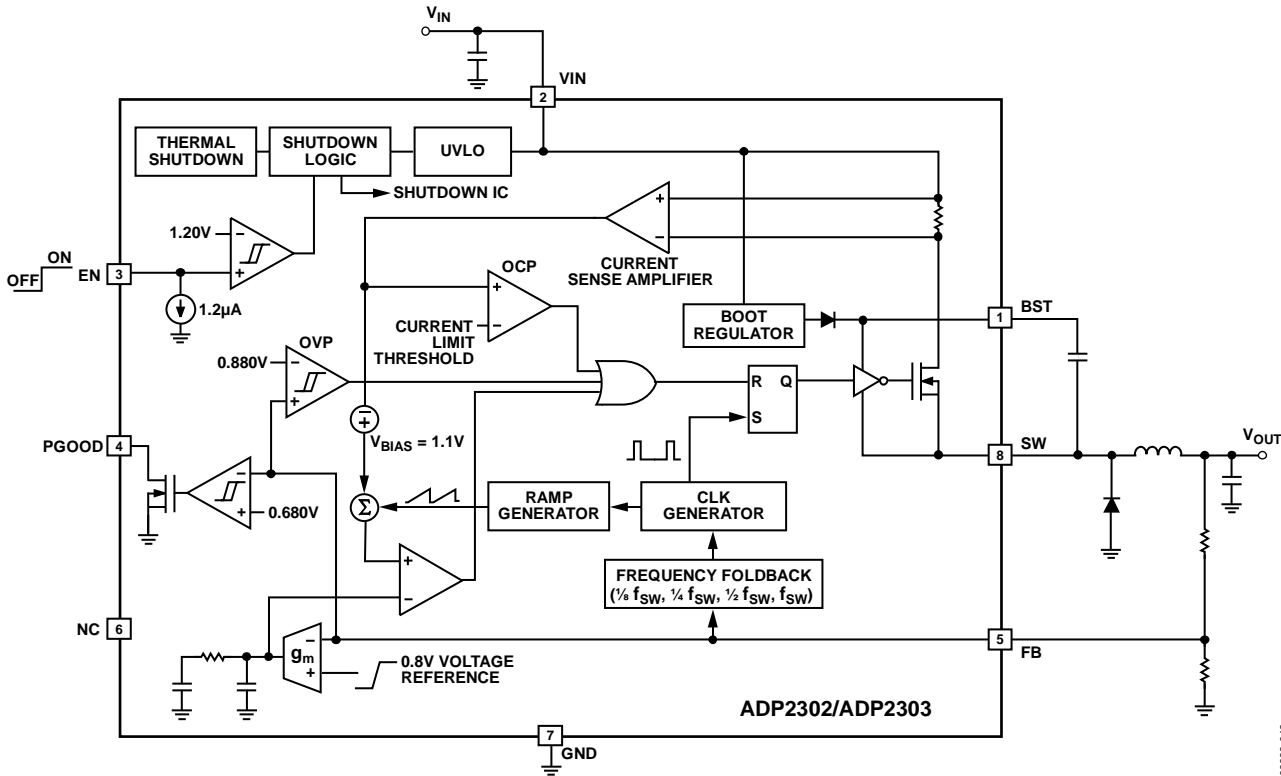 VIN
VIN
2
THERMAL
SHUTDOWN
SHUTDOWN
LOGIC
UVLO
SHUTDOWN IC
1.20V
−
+
ON
OFF
EN
3
1.2µA
+
−
CURRENT
SENSE AMPLIFIER
OCP
+
−
CURRENT
LIMIT
THRESHOLD
BOOT
REGULATOR
1
BST
OVP
0.880V
−
+
R
Q
S
−
+
VBIAS = 1.1V
PGOOD
4
−
+
0.680V
8
SW
VOUT
Σ
RAMP
GENERATOR
CLK
GENERATOR
+
−
FREQUENCY FOLDBACK
(⅛ fSW, ¼ fSW, ½ fSW, fSW)
NC
6
gm
−
+
0.8V VOLTAGE
REFERENCE
5
FB
ADP2302/ADP2303
7
GND